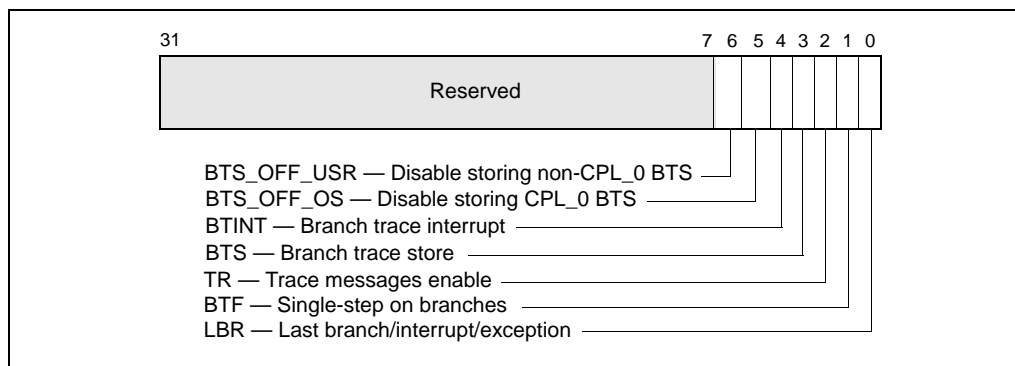 31 7 6 5 4 3 2 1 0
Reserved
BTS_OFF_USR — Disable storing non-CPL_0 BTS
BTS_OFF_OS — Disable storing CPL_0 BTS
BTINT — Branch trace interrupt
BTS — Branch trace store
TR — Trace messages enable
BTF — Single-step on branches
LBR — Last branch/interrupt/exception